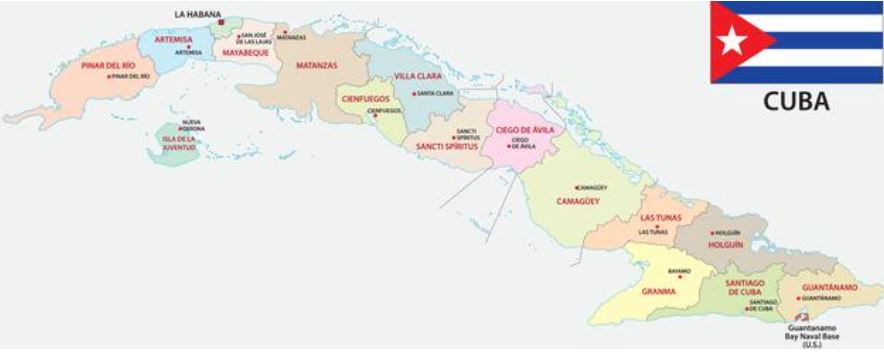 LA HABANA
ARTEMISA
ARTEMISA
SAN JOSÉ
DE LAS LAJAS
MAYABEQUE
MATANZAS
MATANZAS
PINAR DEL RÍO
PINAR DEL RÍO
NUEVA
GERONA
ISLA DE LA
JUVENTUD
VILLA CLARA
SANTA CLARA
CIENFUEGOS
CIENFUEGOS
SANCTI
SPÍRITUS
SANCTI SPÍRITUS
CIEGO DE ÁVILA
CIEGO
DE ÁVILA
CUBA
CAMAGÜEY
CAMAGÜEY
LAS TUNAS
LAS TUNAS
HOLGUÍN
HOLGUÍN
BAYAMO
GRANMA
SANTIAGO
DE CUBA
SANTIAGO
DE CUBA
GUANTÁNAMO
GUANTÁNAMO
Guantanamo
Bay Naval Base
(U.S.)